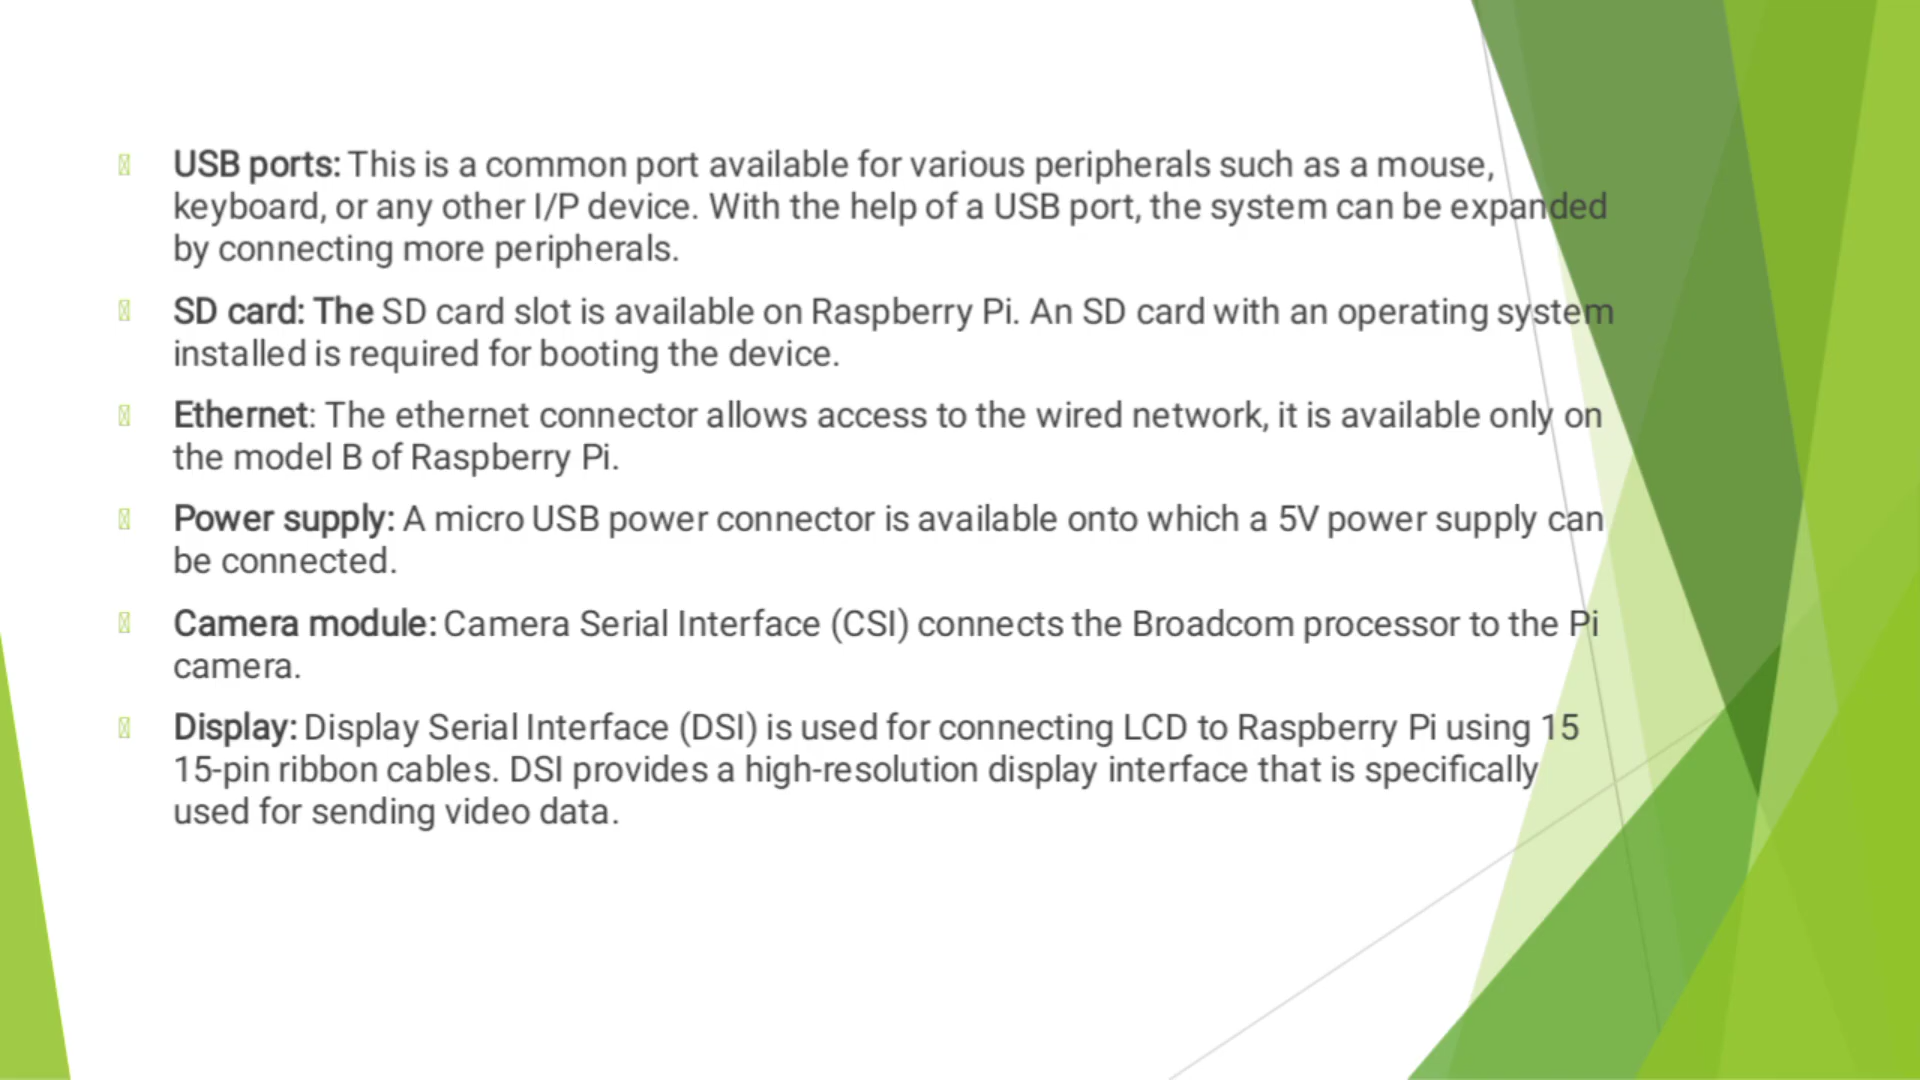 USB ports: This is a common port available for various peripherals such as a mouse,
keyboard, or any other I/P device. With the help of a USB port, the system can be expanded
by connecting more peripherals.
SD card: The SD card slot is available on Raspberry Pi. An SD card with an operating system
installed is required for booting the device.
Ethernet: The ethernet connector allows access to the wired network, it is available only on
the model B of Raspberry Pi.
Power supply: A micro USB power connector is available onto which a 5V power supply can
be connected.
Camera module: Camera Serial Interface (CSI) connects the Broadcom processor to the Pi
camera.
Display: Display Serial Interface (DSI) is used for connecting LCD to Raspberry Pi using 15
15-pin ribbon cables. DSI provides a high-resolution display interface that is specifically
used for sending video data.